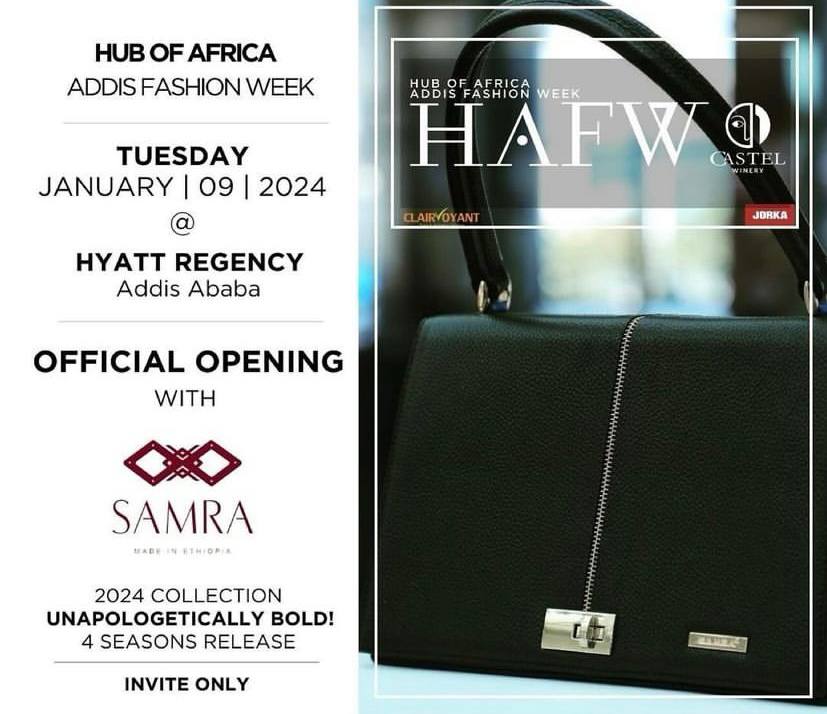 HUB OF AFRICA
ADDIS FASHION WEEK
TUESDAY
JANUARY | 09 | 2024
@
HYATT REGENCY
Addis Ababa
OFFICIAL OPENING
WITH
SAMRA
MADE IN ETHIOPIA
2024 COLLECTION
UNAPOLOGETICALLY BOLD!
4 SEASONS RELEASE
INVITE ONLY
HUB OF AFRICA
ADDIS FASHION WEEK
HAFW
CASTEL
WINERY
CLAIRVOYANT
JORKA